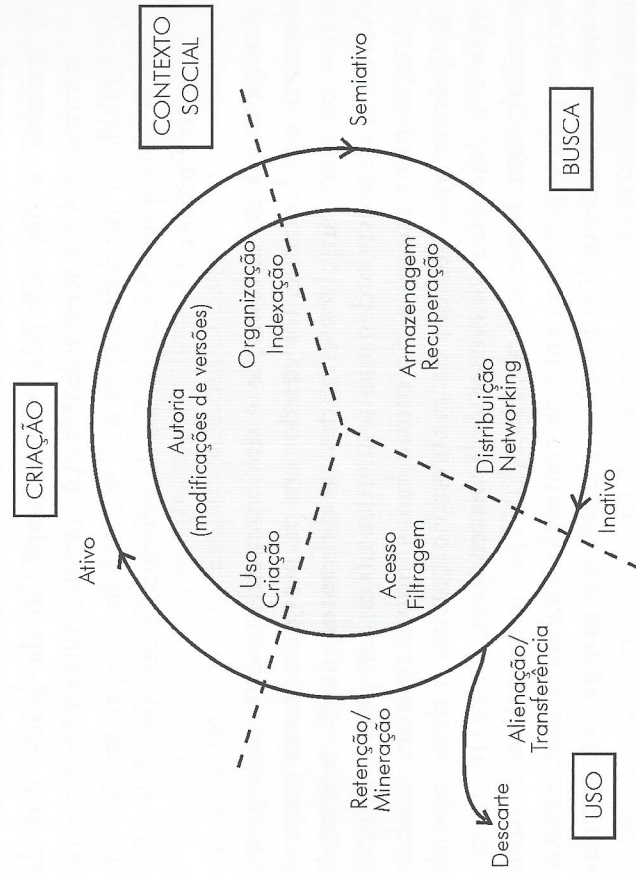 CRIAÇÃO
CONTEXTO
SOCIAL
Ativo
Autoria
(modificações de versões)
Uso
Criação
Organização
Indexação
Semiativo
Retenção/
Mineração
Acesso
Filtragem
Armazenagem
Recuperação
Distribuição
Networking
Alienação/
Transferência
Inativo
Descarte
USO
BUSCA